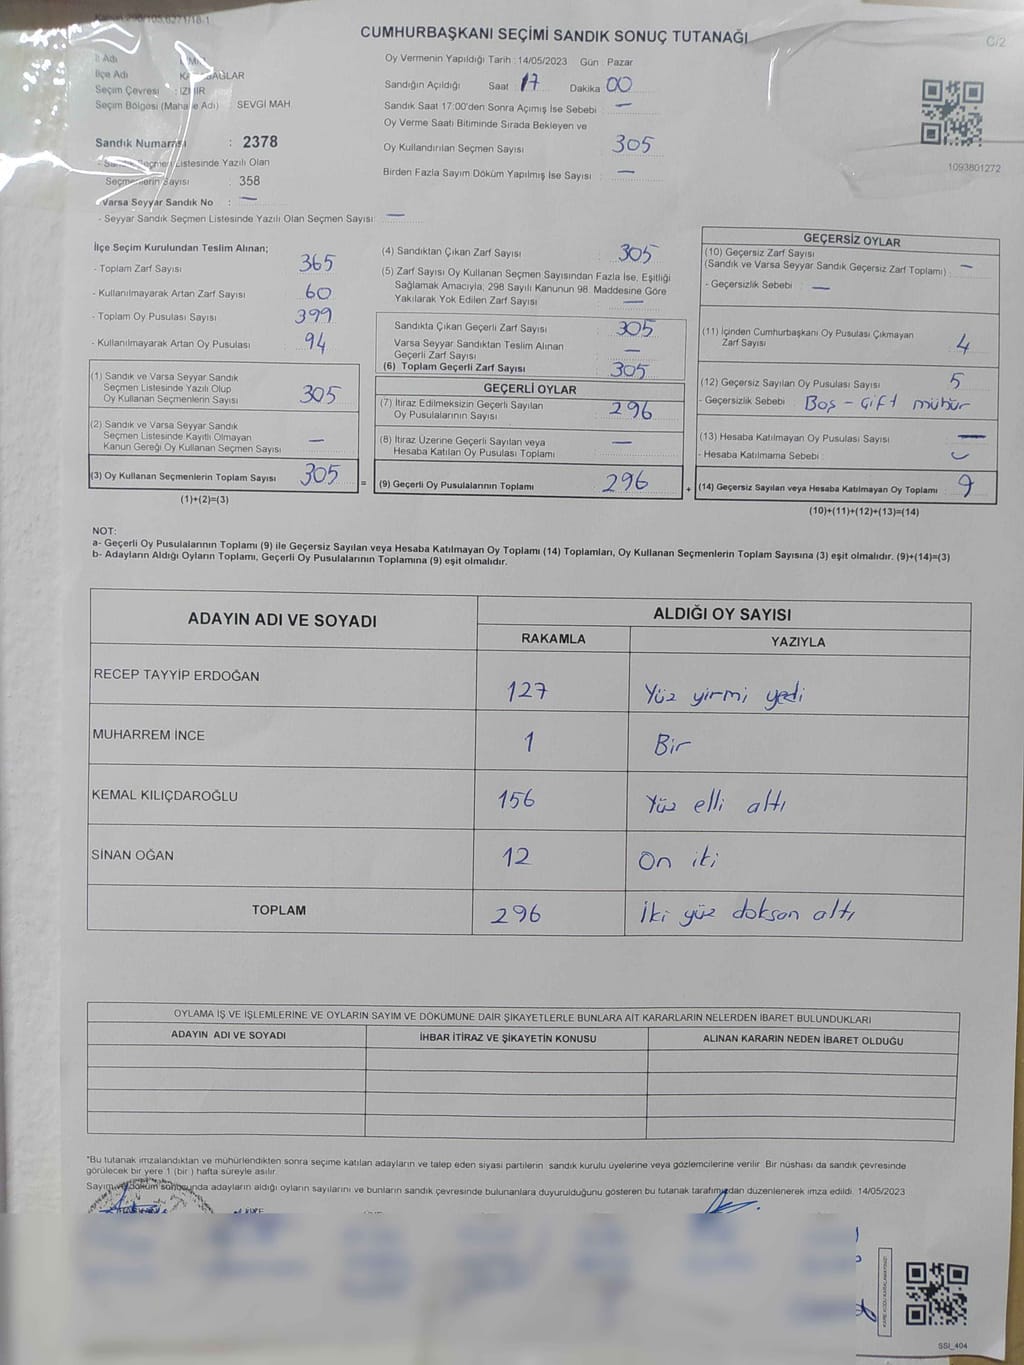 CUMHURBAŞKANI SEÇİMİ SANDIK SONUÇ TUTANAĞI
C/2
İl Adı
İlçe Adı
Seçim Çevresi : İZMİR
Seçim Bölgesi (Mahalle Adı) : SEVGİ MAH
Sandık Numarası : 2378
- Sandık Seçmen Listesinde Yazılı Olan
Seçmenlerin Sayısı : 358
Varsa Seyyar Sandık No : —
- Seyyar Sandık Seçmen Listesinde Yazılı Olan Seçmen Sayısı: —
Oy Vermenin Yapıldığı Tarih : 14/05/2023 Gün Pazar
Sandığın Açıldığı Saat 17 Dakika 00
Sandık Saat 17:00'den Sonra Açımış İse Sebebi : —
Oy Verme Saati Bitiminde Sırada Bekleyen ve
Oy Kullandırılan Seçmen Sayısı : 305
Birden Fazla Sayım Döküm Yapılmış İse Sayısı : —
1093801272
İlçe Seçim Kurulundan Teslim Alınan;
- Toplam Zarf Sayısı : 365
- Kullanılmayarak Artan Zarf Sayısı : 60
- Toplam Oy Pusulası Sayısı : 399
- Kullanılmayarak Artan Oy Pusulası : 94
(1) Sandık ve Varsa Seyyar Sandık
Seçmen Listesinde Yazılı Olup
Oy Kullanan Seçmenlerin Sayısı : 305
(2) Sandık ve Varsa Seyyar Sandık
Seçmen Listesinde Kayıtlı Olmayan
Kanun Gereği Oy Kullanan Seçmen Sayısı : —
(3) Oy Kullanan Seçmenlerin Toplam Sayısı : 305
(1)+(2)=(3)
=
(4) Sandıktan Çıkan Zarf Sayısı : 305
(5) Zarf Sayısı Oy Kullanan Seçmen Sayısından Fazla İse, Eşitliği
Sağlamak Amacıyla, 298 Sayılı Kanunun 98. Maddesine Göre
Yakılarak Yok Edilen Zarf Sayısı : —
Sandıkta Çıkan Geçerli Zarf Sayısı : 305
Varsa Seyyar Sandıktan Teslim Alınan
Geçerli Zarf Sayısı : —
(6) Toplam Geçerli Zarf Sayısı : 305
GEÇERLİ OYLAR
(7) İtiraz Edilmeksizin Geçerli Sayılan
Oy Pusulalarının Sayısı : 296
(8) İtiraz Üzerine Geçerli Sayılan veya
Hesaba Katılan Oy Pusulası Toplamı : —
(9) Geçerli Oy Pusulalarının Toplamı : 296
+
GEÇERSİZ OYLAR
(10) Geçersiz Zarf Sayısı
(Sandık ve Varsa Seyyar Sandık Geçersiz Zarf Toplamı) : —
- Geçersizlik Sebebi : —
(11) İçinden Cumhurbaşkanı Oy Pusulası Çıkmayan
Zarf Sayısı : 4
(12) Geçersiz Sayılan Oy Pusulası Sayısı : 5
- Geçersizlik Sebebi : Boş - Çift mühür
(13) Hesaba Katılmayan Oy Pusulası Sayısı : —
- Hesaba Katılmama Sebebi :
(14) Geçersiz Sayılan veya Hesaba Katılmayan Oy Toplamı : 9
(10)+(11)+(12)+(13)=(14)
NOT:
a- Geçerli Oy Pusulalarının Toplamı (9) ile Geçersiz Sayılan veya Hesaba Katılmayan Oy Toplamı (14) Toplamları, Oy Kullanan Seçmenlerin Toplam Sayısına (3) eşit olmalıdır. (9)+(14)=(3)
b- Adayların Aldığı Oyların Toplamı, Geçerli Oy Pusulalarının Toplamına (9) eşit olmalıdır.
ADAYIN ADI VE SOYADI ALDIĞI OY SAYISI
RAKAMLA YAZIYLA
RECEP TAYYİP ERDOĞAN 127 Yüz yirmi yedi
MUHARREM İNCE 1 Bir
KEMAL KILIÇDAROĞLU 156 Yüz elli altı
SİNAN OĞAN 12 On iki
TOPLAM 296 İki yüz doksan altı
OYLAMA İŞ VE İŞLEMLERİNE VE OYLARIN SAYIM VE DÖKÜMÜNE DAİR ŞİKAYETLERLE BUNLARA AİT KARARLARIN NELERDEN İBARET BULUNDUKLARI
ADAYIN ADI VE SOYADI İHBAR İTİRAZ VE ŞİKAYETİN KONUSU ALINAN KARARIN NEDEN İBARET OLDUĞU
*Bu tutanak imzalandıktan ve mühürlendikten sonra seçime katılan adayların ve talep eden siyasi partilerin sandık kurulu üyelerine veya gözlemcilerine verilir. Bir nüshası da sandık çevresinde
görülecek bir yere 1 (bir ) hafta süreyle asılır.
Sayım ve döküm sonucunda adayların aldığı oyların sayılarını ve bunların sandık çevresinde bulunanlara duyurulduğunu gösteren bu tutanak tarafımızdan düzenlenerek imza edildi. 14/05/2023
SSİ_404